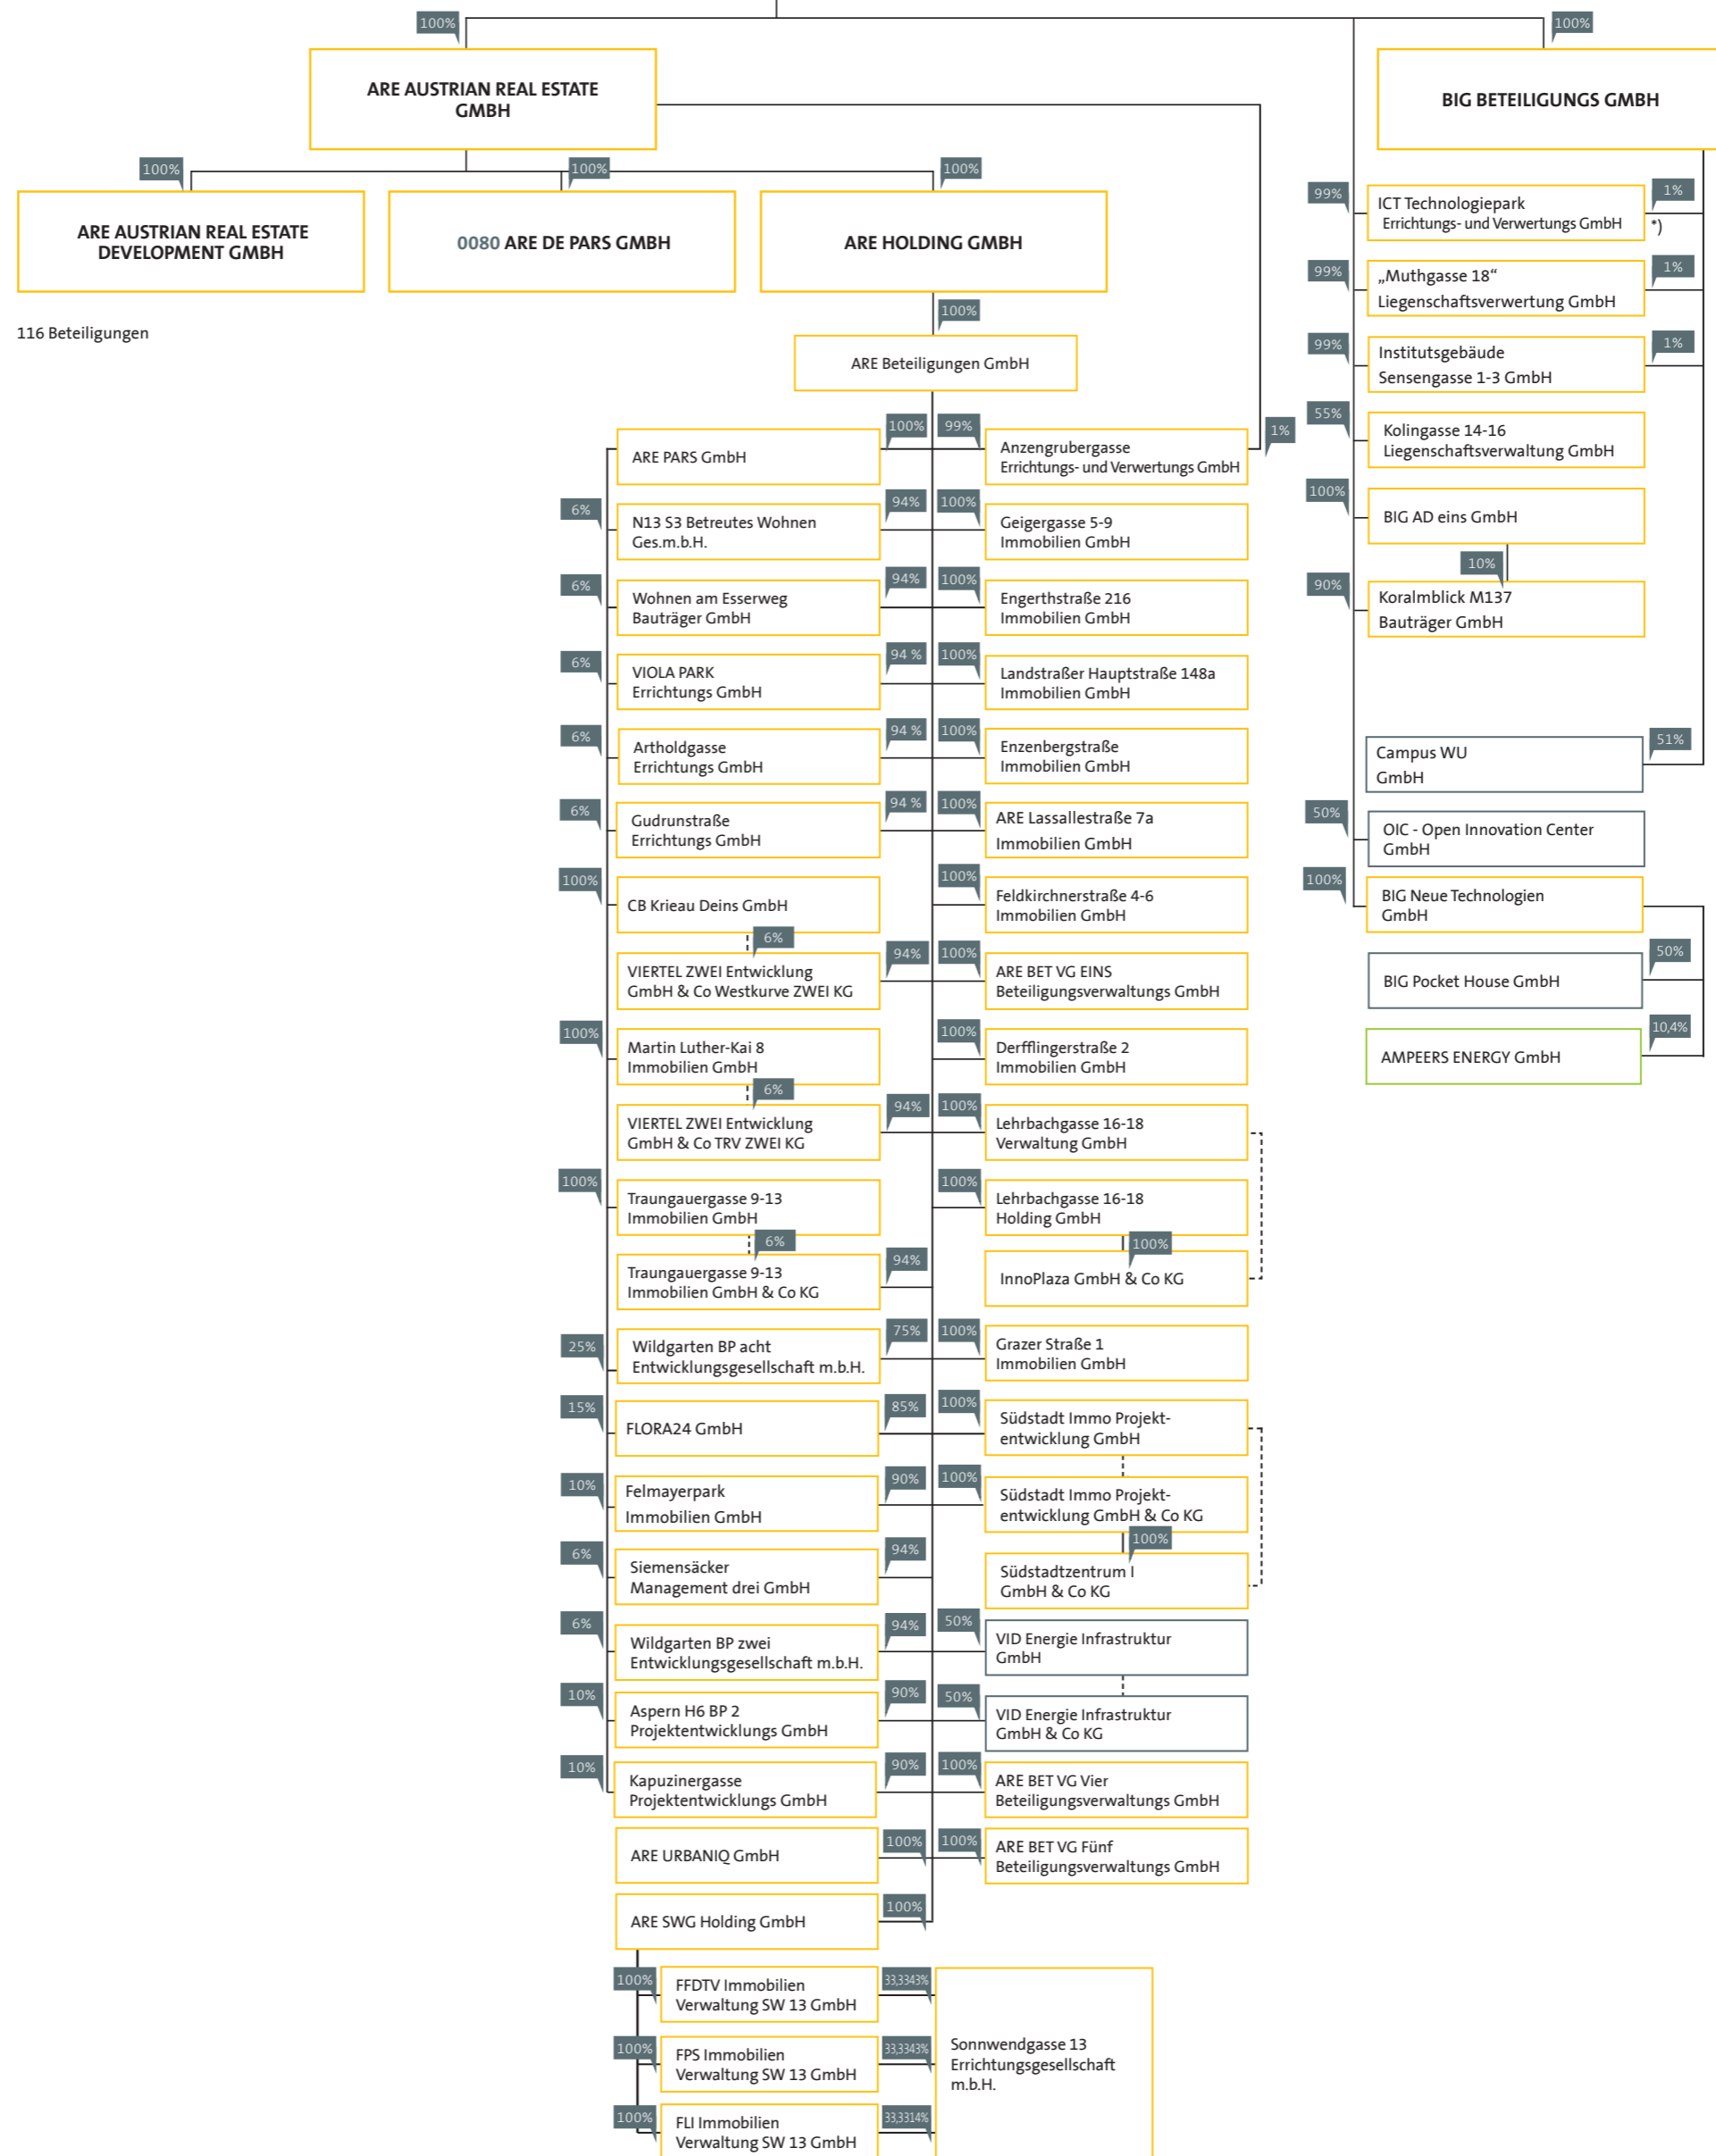 100%
100%
ARE AUSTRIAN REAL ESTATE
GMBH
BIG BETEILIGUNGS GMBH
100%
100%
100%
ARE AUSTRIAN REAL ESTATE
DEVELOPMENT GMBH
0080 ARE DE PARS GMBH
ARE HOLDING GMBH
116 Beteiligungen
100%
ARE Beteiligungen GmbH
ARE PARS GmbH
100%
99%
Anzengrubergasse
Errichtungs- und Verwertungs GmbH
1%
6%
N13 S3 Betreutes Wohnen
Ges.m.b.H.
94%
100%
Geigergasse 5-9
Immobilien GmbH
6%
Wohnen am Esserweg
Bauträger GmbH
94%
100%
Engerthstraße 216
Immobilien GmbH
6%
VIOLA PARK
Errichtungs GmbH
94 %
100%
Landstraßer Hauptstraße 148a
Immobilien GmbH
6%
Artholdgasse
Errichtungs GmbH
94 %
100%
Enzenbergstraße
Immobilien GmbH
6%
Gudrunstraße
Errichtungs GmbH
94 %
100%
ARE Lassallestraße 7a
Immobilien GmbH
100%
CB Krieau Deins GmbH
100%
Feldkirchnerstraße 4-6
Immobilien GmbH
6%
VIERTEL ZWEI Entwicklung
GmbH & Co Westkurve ZWEI KG
94%
100%
ARE BET VG EINS
Beteiligungsverwaltungs GmbH
100%
Martin Luther-Kai 8
Immobilien GmbH
100%
Derfflingerstraße 2
Immobilien GmbH
6%
VIERTEL ZWEI Entwicklung
GmbH & Co TRV ZWEI KG
94%
100%
Lehrbachgasse 16-18
Verwaltung GmbH
100%
Traungauergasse 9-13
Immobilien GmbH
100%
Lehrbachgasse 16-18
Holding GmbH
6%
Traungauergasse 9-13
Immobilien GmbH & Co KG
94%
100%
InnoPlaza GmbH & Co KG
25%
Wildgarten BP acht
Entwicklungsgesellschaft m.b.H.
75%
100%
Grazer Straße 1
Immobilien GmbH
15%
FLORA24 GmbH
85%
100%
Südstadt Immo Projekt-
entwicklung GmbH
10%
Felmayerpark
Immobilien GmbH
90%
100%
Südstadt Immo Projekt-
entwicklung GmbH & Co KG
6%
Siemensäcker
Management drei GmbH
94%
100%
Südstadtzentrum I
GmbH & Co KG
6%
Wildgarten BP zwei
Entwicklungsgesellschaft m.b.H.
94%
50%
VID Energie Infrastruktur
GmbH
10%
Aspern H6 BP 2
Projektentwicklungs GmbH
90%
50%
VID Energie Infrastruktur
GmbH & Co KG
10%
Kapuzinergasse
Projektentwicklungs GmbH
90%
100%
ARE BET VG Vier
Beteiligungsverwaltungs GmbH
ARE URBANIQ GmbH
100%
100%
ARE BET VG Fünf
Beteiligungsverwaltungs GmbH
ARE SWG Holding GmbH
100%
100%
FFDTV Immobilien
Verwaltung SW 13 GmbH
33,3343%
100%
FPS Immobilien
Verwaltung SW 13 GmbH
33,3343%
100%
FLI Immobilien
Verwaltung SW 13 GmbH
33,3314%
Sonnwendgasse 13
Errichtungsgesellschaft
m.b.H.
99%
ICT Technologiepark
Errichtungs- und Verwertungs GmbH
1%
*)
99%
„Muthgasse 18“
Liegenschaftsverwertung GmbH
1%
99%
Institutsgebäude
Sensengasse 1-3 GmbH
1%
55%
Kolingasse 14-16
Liegenschaftsverwaltung GmbH
100%
BIG AD eins GmbH
10%
90%
Koralmblick M137
Bauträger GmbH
Campus WU
GmbH
51%
50%
OIC - Open Innovation Center
GmbH
100%
BIG Neue Technologien
GmbH
BIG Pocket House GmbH
50%
AMPEERS ENERGY GmbH
10,4%